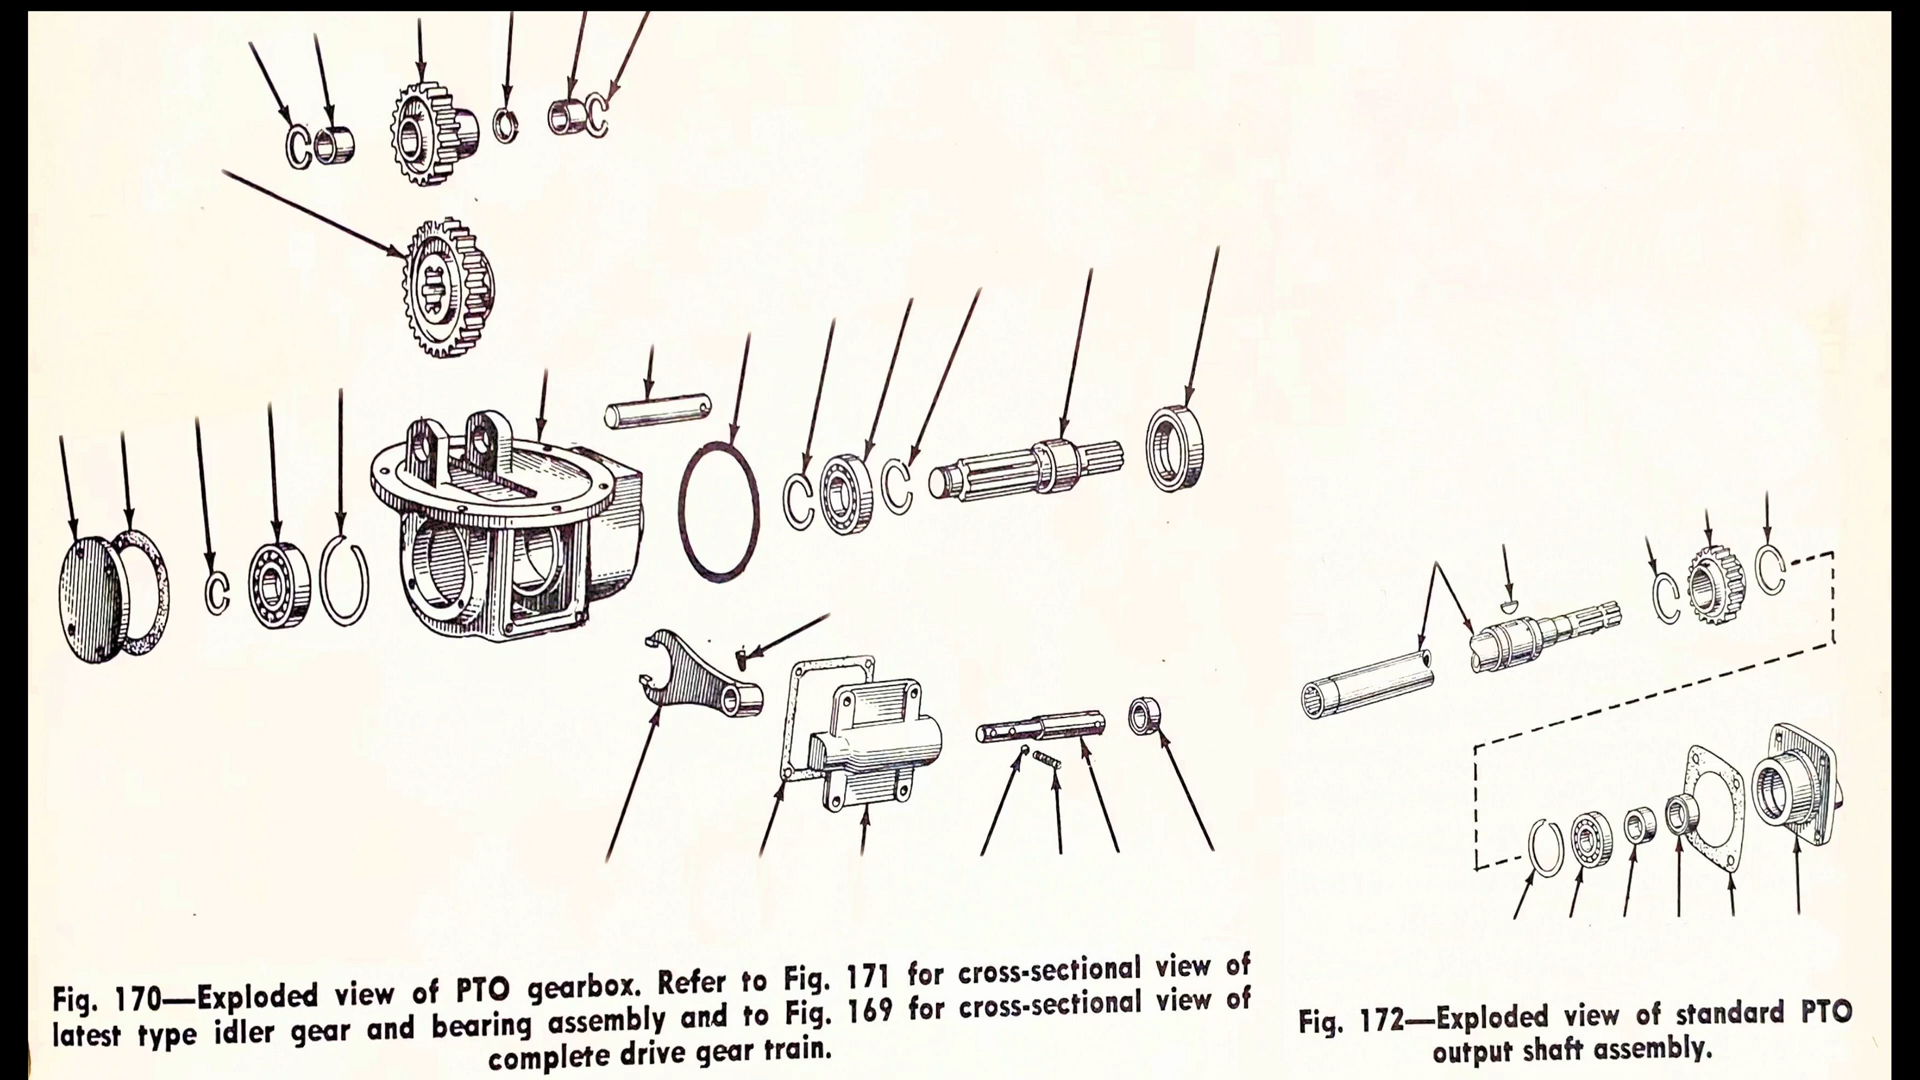 Fig. 170—Exploded view of PTO gearbox. Refer to Fig. 171 for cross-sectional view of
latest type idler gear and bearing assembly and to Fig. 169 for cross-sectional view of
complete drive gear train.
Fig. 172—Exploded view of standard PTO
output shaft assembly.